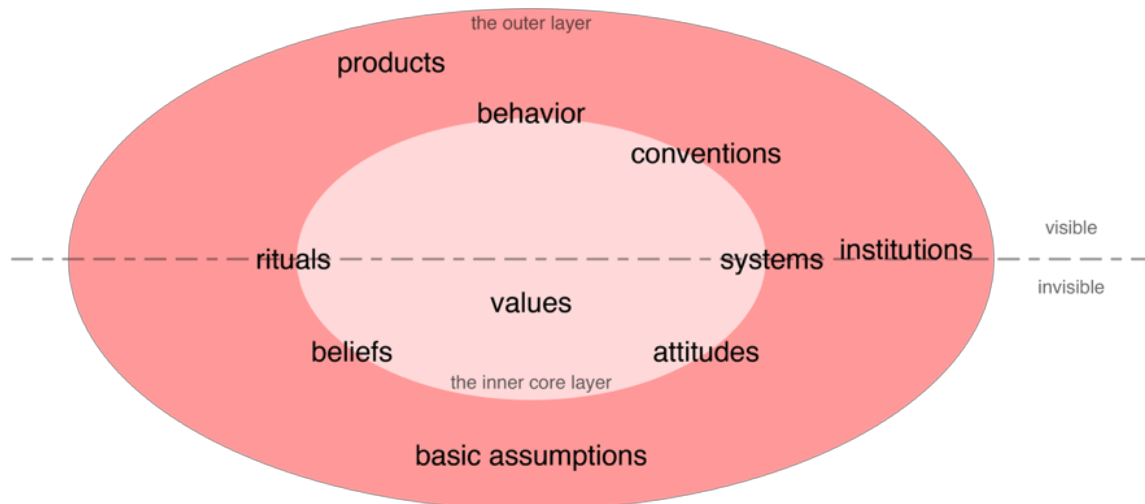 the outer layer
products
behavior
conventions
visible
rituals
systems
institutions
invisible
values
beliefs
attitudes
the inner core layer
basic assumptions